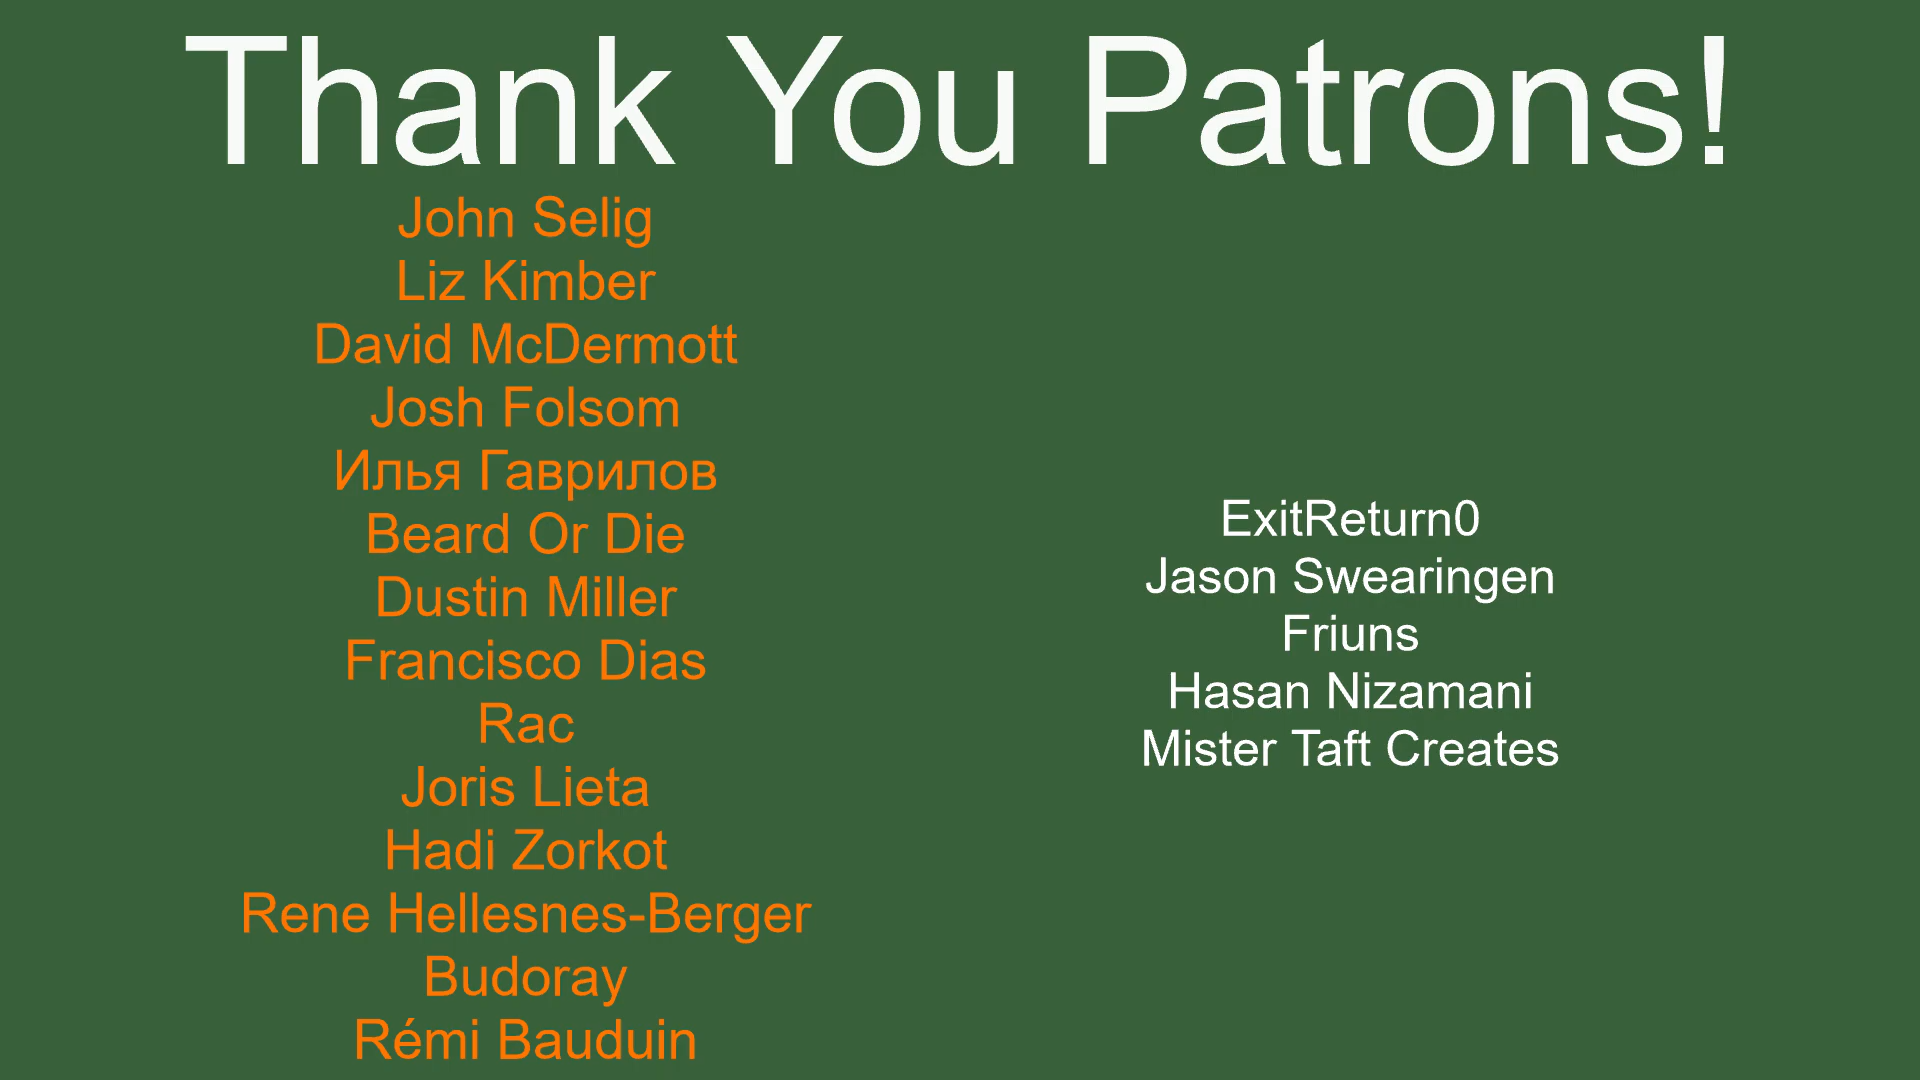 Thank You Patrons!
John Selig
Liz Kimber
David McDermott
Josh Folsom
Илья Гаврилов
Beard Or Die
Dustin Miller
Francisco Dias
Rac
Joris Lieta
Hadi Zorkot
Rene Hellesnes-Berger
Budoray
Rémi Bauduin
ExitReturn0
Jason Swearingen
Friuns
Hasan Nizamani
Mister Taft Creates